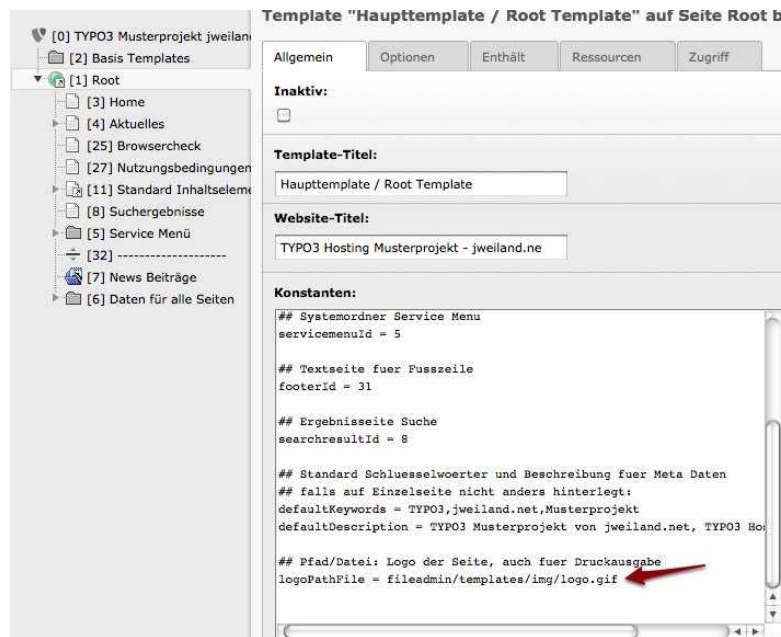 Template "Haupttemplate / Root Template" auf Seite Root b
[0] TYPO3 Musterprojekt jweilan
[2] Basis Templates
[1] Root
[3] Home
[4] Aktuelles
[25] Browsercheck
[27] Nutzungsbedingungen
[11] Standard Inhaltseleme
[8] Suchergebnisse
[5] Service Menü
[32] -------------------
[7] News Beiträge
[6] Daten für alle Seiten
Allgemein Optionen Enthält Ressourcen Zugriff
Inaktiv:
Template-Titel:
Haupttemplate / Root Template
Website-Titel:
TYPO3 Hosting Musterprojekt - jweiland.ne
Konstanten:
## Systemordner Service Menu
servicemenuId = 5
## Textseite fuer Fusszeile
footerId = 31
## Ergebnisseite Suche
searchresultId = 8
## Standard Schluesselwoerter und Beschreibung fuer Meta Daten
## falls auf Einzelseite nicht anders hinterlegt:
defaultKeywords = TYPO3,jweiland.net,Musterprojekt
defaultDescription = TYPO3 Musterprojekt von jweiland.net, TYPO3 Ho
## Pfad/Datei: Logo der Seite, auch fuer Druckausgabe
logoPathFile = fileadmin/templates/img/logo.gif